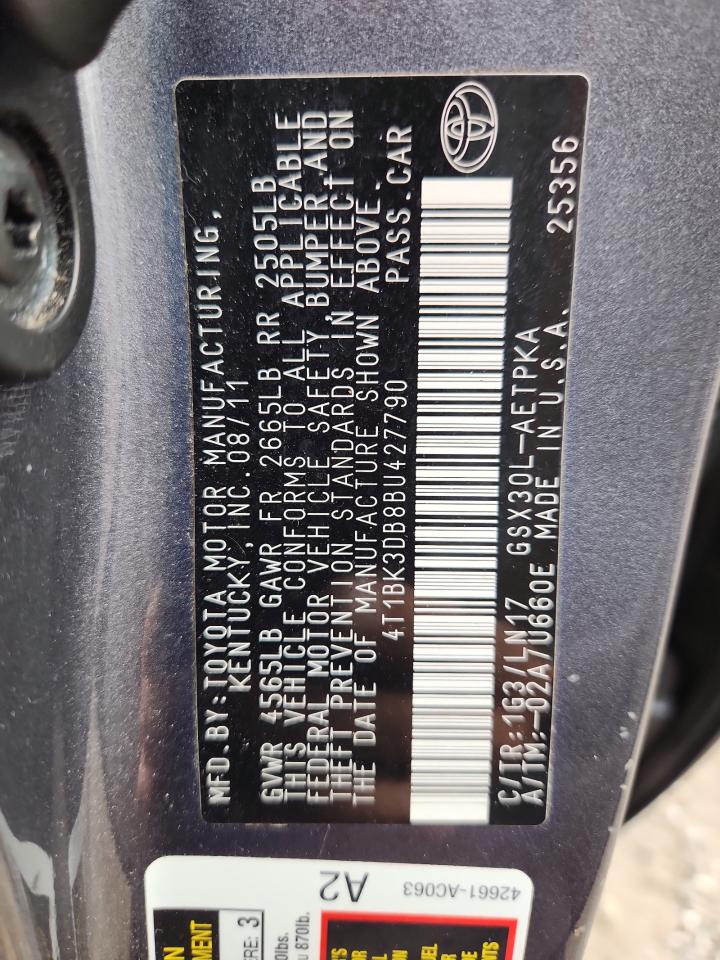 MFD.BY:TOYOTA MOTOR MANUFACTURING,
KENTUCKY, INC.08/11
GVWR 4565LB GAWR FR 2665LB RR 2505LB
THIS VEHICLE CONFORMS TO ALL APPLICABLE
FEDERAL MOTOR VEHICLE SAFETY, BUMPER,AND
THEFT PREVENTION STANDARDS IN EFFECT ON
THE DATE OF MANUFACTURE SHOWN ABOVE.
4T1BK3DB8BU427790 PASS.CAR
C/TR:1G3/LN17 GSX30L-AETPKA 25356
A/TM:-02A/U660E MADE IN U.S.A.
A2
42661-AC063